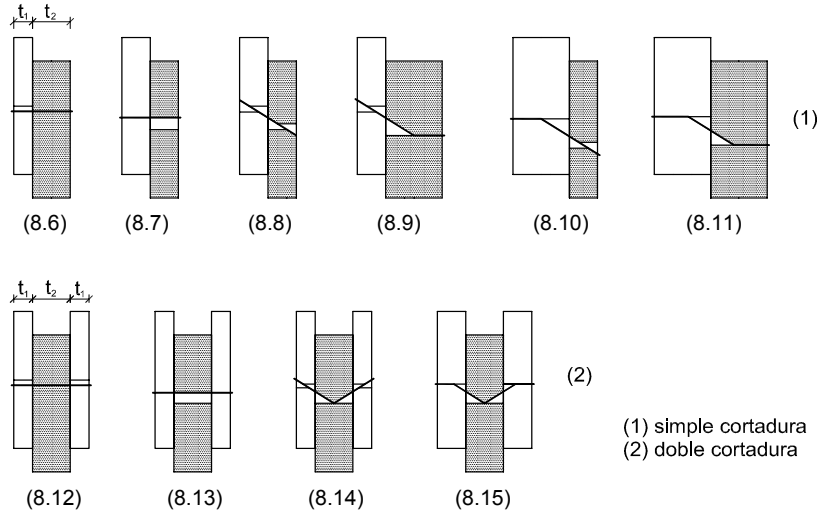 t₁ t₂
(1)
(8.6) (8.7) (8.8) (8.9) (8.10) (8.11)
t₁ t₂ t₁
(2)
(1) simple cortadura
(2) doble cortadura
(8.12) (8.13) (8.14) (8.15)